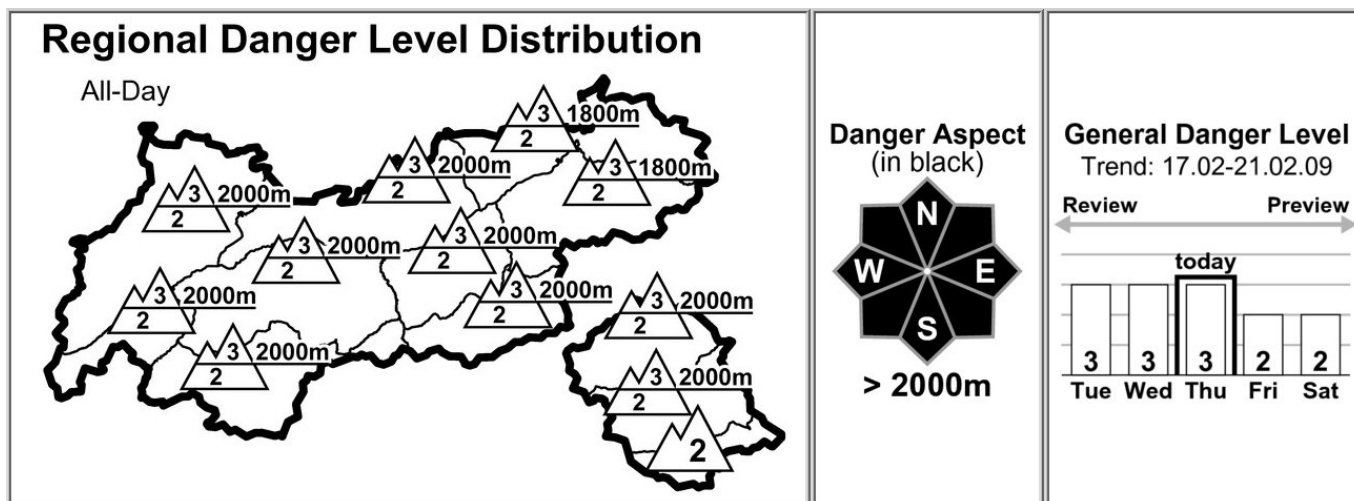 Regional Danger Level Distribution
All-Day
3 1800m
2
3 2000m
2
3 1800m
2
3 2000m
2
3 2000m
2
3 2000m
2
3 2000m
2
3 2000m
2
3 2000m
2
3 2000m
2
3 2000m
2
2
Danger Aspect
(in black)
N
W E
S
> 2000m
General Danger Level
Trend: 17.02-21.02.09
Review Preview
today
3 3 3 2 2
Tue Wed Thu Fri Sat